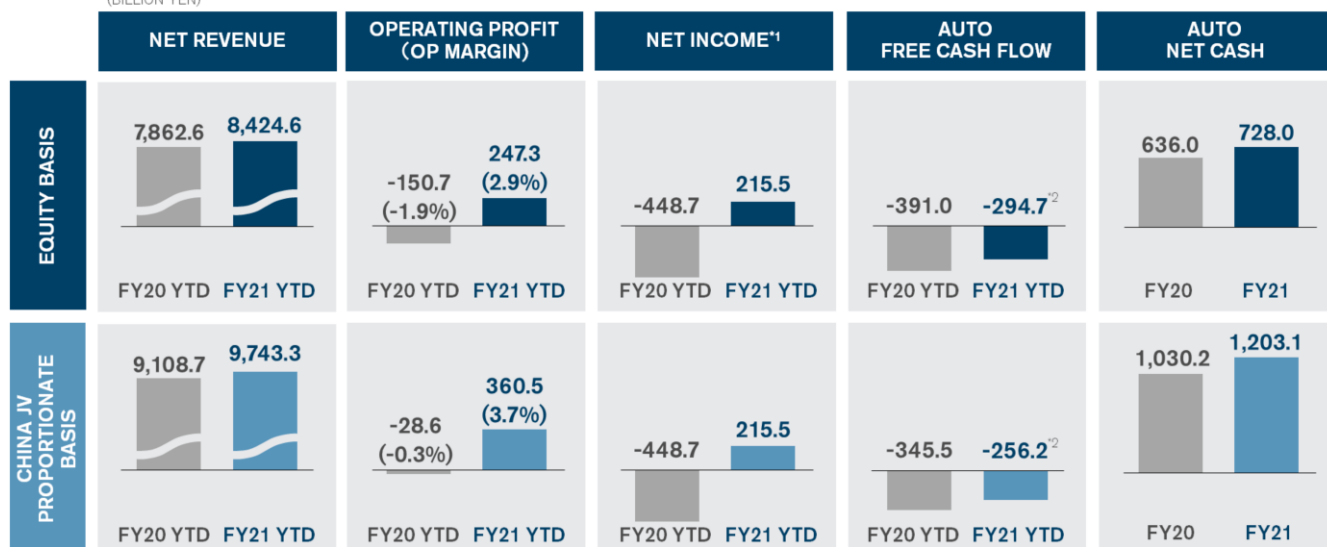 (BILLION YEN)
NET REVENUE
OPERATING PROFIT
(OP MARGIN)
NET INCOME*1
AUTO
FREE CASH FLOW
AUTO
NET CASH
EQUITY BASIS
7,862.6 8,424.6
FY20 YTD FY21 YTD
-150.7
(-1.9%)
247.3
(2.9%)
FY20 YTD FY21 YTD
-448.7 215.5
FY20 YTD FY21 YTD
-391.0 -294.7*2
FY20 YTD FY21 YTD
636.0 728.0
FY20 FY21
CHINA JV
PROPORTIONATE
BASIS
9,108.7 9,743.3
FY20 YTD FY21 YTD
-28.6
(-0.3%)
360.5
(3.7%)
FY20 YTD FY21 YTD
-448.7 215.5
FY20 YTD FY21 YTD
-345.5 -256.2*2
FY20 YTD FY21 YTD
1,030.2 1,203.1
FY20 FY21